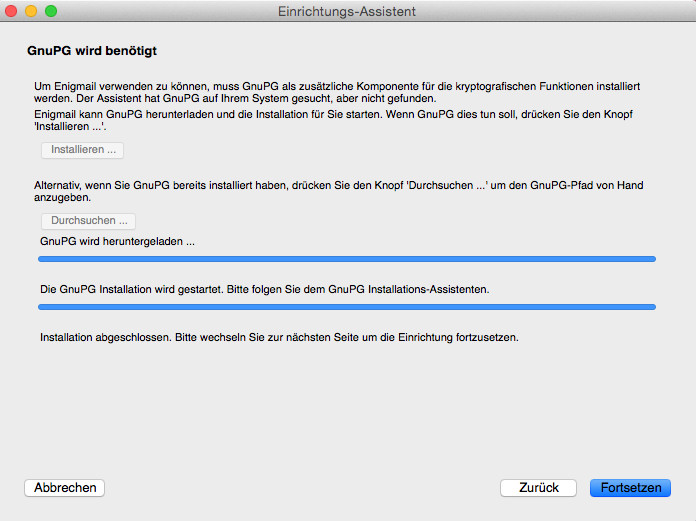 Einrichtungs-Assistent
GnuPG wird benötigt
Um Enigmail verwenden zu können, muss GnuPG als zusätzliche Komponente für die kryptografischen Funktionen installiert
werden. Der Assistent hat GnuPG auf Ihrem System gesucht, aber nicht gefunden.
Enigmail kann GnuPG herunterladen und die Installation für Sie starten. Wenn GnuPG dies tun soll, drücken Sie den Knopf
'Installieren ...'.
Installieren ...
Alternativ, wenn Sie GnuPG bereits installiert haben, drücken Sie den Knopf 'Durchsuchen ...' um den GnuPG-Pfad von Hand
anzugeben.
Durchsuchen ...
GnuPG wird heruntergeladen ...
Die GnuPG Installation wird gestartet. Bitte folgen Sie dem GnuPG Installations-Assistenten.
Installation abgeschlossen. Bitte wechseln Sie zur nächsten Seite um die Einrichtung fortzusetzen.
Abbrechen
Zurück
Fortsetzen